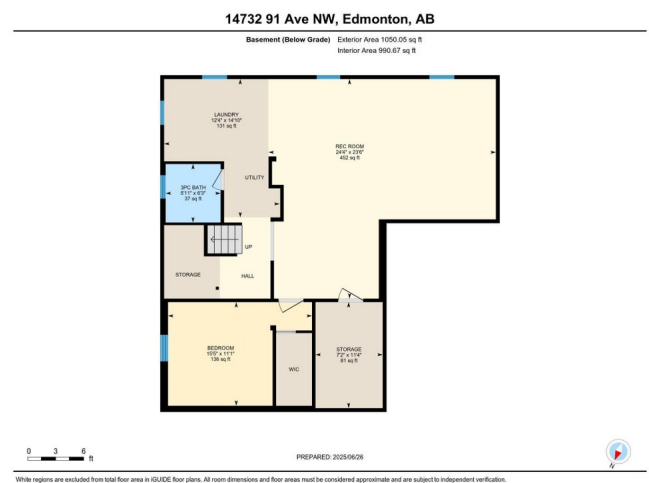 14732 91 Ave NW, Edmonton, AB
Basement (Below Grade) Exterior Area 1050.05 sq ft
Interior Area 990.67 sq ft
LAUNDRY
12'4" x 14'10"
131 sq ft
REC ROOM
24'4" x 23'6"
452 sq ft
UTILITY
3PC BATH
5'11" x 6'3"
37 sq ft
UP
STORAGE
HALL
BEDROOM
15'5" x 11'1"
136 sq ft
WIC
STORAGE
7'2" x 11'4"
81 sq ft
0 3 6
ft
PREPARED: 2025/06/26
N
White regions are excluded from total floor area in iGUIDE floor plans. All room dimensions and floor areas must be considered approximate and are subject to independent verification.